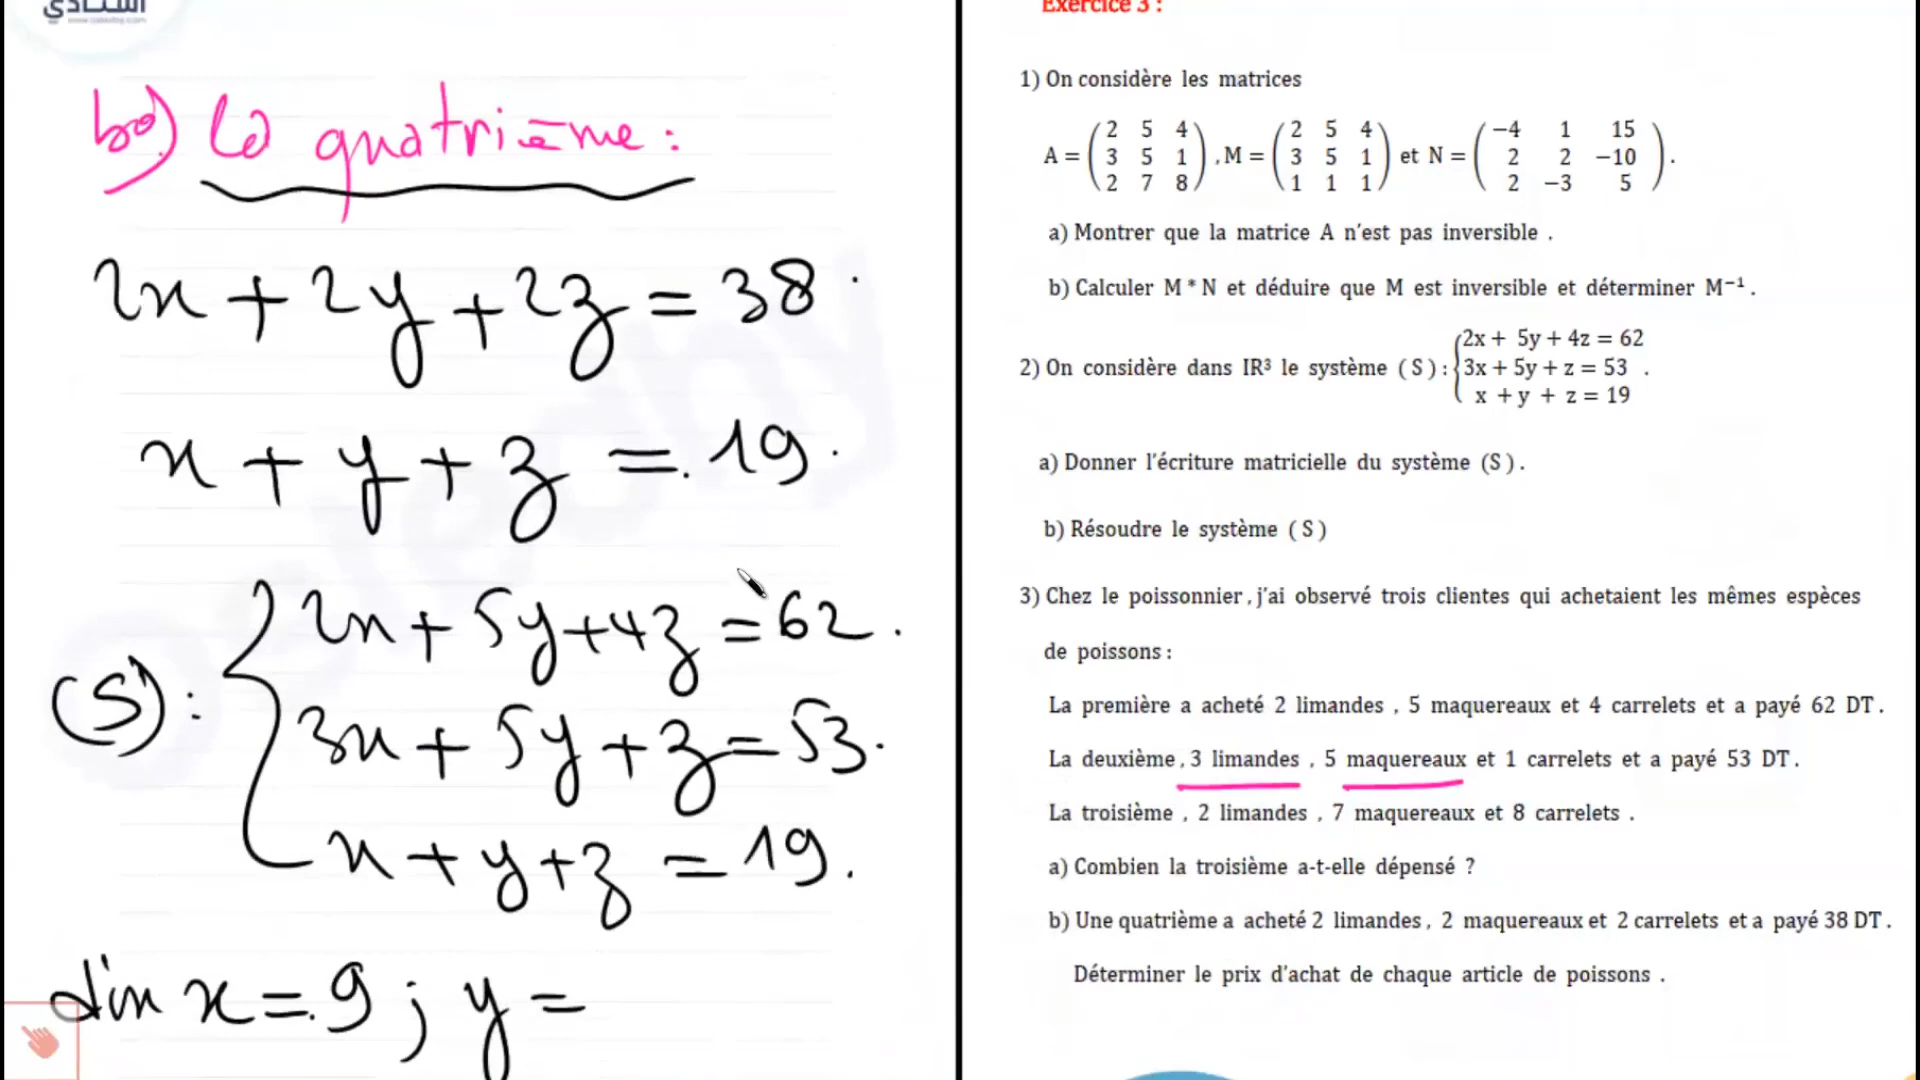 أستاذي
www.ostedhy.com
b°) La quatrième :
2x + 2y + 2z = 38.
x + y + z = 19.
(S) : { 2x + 5y + 4z = 62.
3x + 5y + z = 53.
x + y + z = 19.
d'où x = 9 ; y =
Exercice 3 :
1) On considère les matrices
A = ( 2 5 4 ) , M = ( 2 5 4 ) et N = ( −4 1 15 ) .
3 5 1 3 5 1 2 2 −10
2 7 8 1 1 1 2 −3 5
a) Montrer que la matrice A n'est pas inversible .
b) Calculer M * N et déduire que M est inversible et déterminer M⁻¹ .
2) On considère dans IR³ le système ( S ) : { 2x + 5y + 4z = 62
3x + 5y + z = 53 .
x + y + z = 19
a) Donner l'écriture matricielle du système (S ) .
b) Résoudre le système ( S )
3) Chez le poissonnier , j'ai observé trois clientes qui achetaient les mêmes espèces
de poissons :
La première a acheté 2 limandes , 5 maquereaux et 4 carrelets et a payé 62 DT .
La deuxième , 3 limandes , 5 maquereaux et 1 carrelets et a payé 53 DT .
La troisième , 2 limandes , 7 maquereaux et 8 carrelets .
a) Combien la troisième a-t-elle dépensé ?
b) Une quatrième a acheté 2 limandes , 2 maquereaux et 2 carrelets et a payé 38 DT .
Déterminer le prix d'achat de chaque article de poissons .